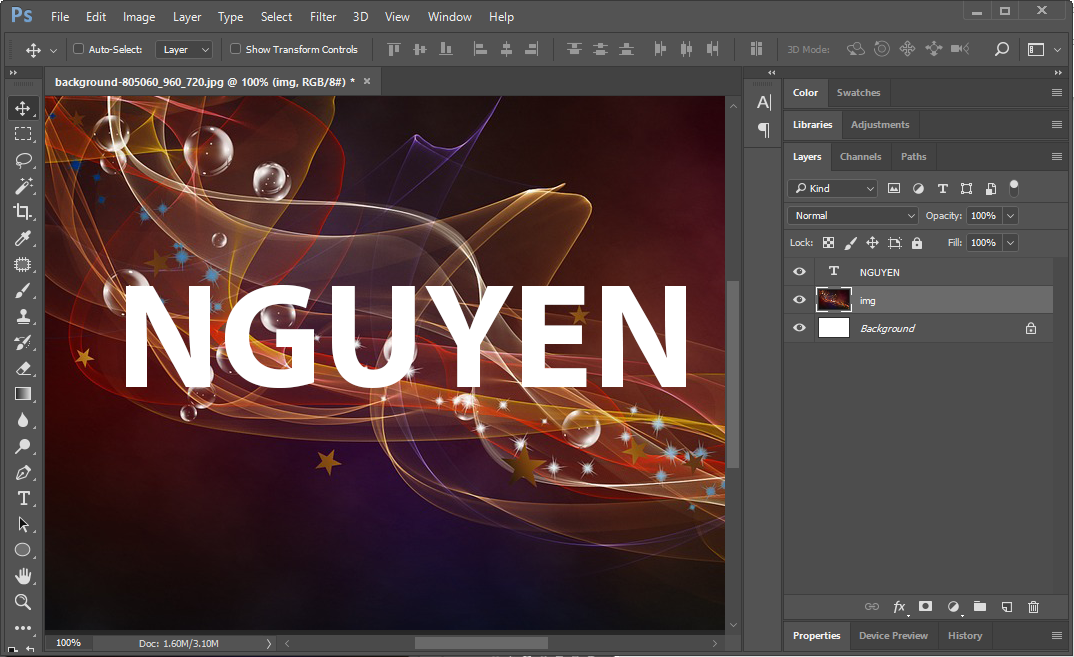 Ps File Edit Image Layer Type Select Filter 3D View Window Help
Auto-Select: Layer Show Transform Controls 3D Mode:
background-805060_960_720.jpg @ 100% (img, RGB/8#) * ×
Color Swatches
Libraries Adjustments
Layers Channels Paths
Kind
Normal Opacity: 100%
Lock: Fill: 100%
T NGUYEN
img
Background
NGUYEN
fx
100% Doc: 1.60M/3.10M
Properties Device Preview History